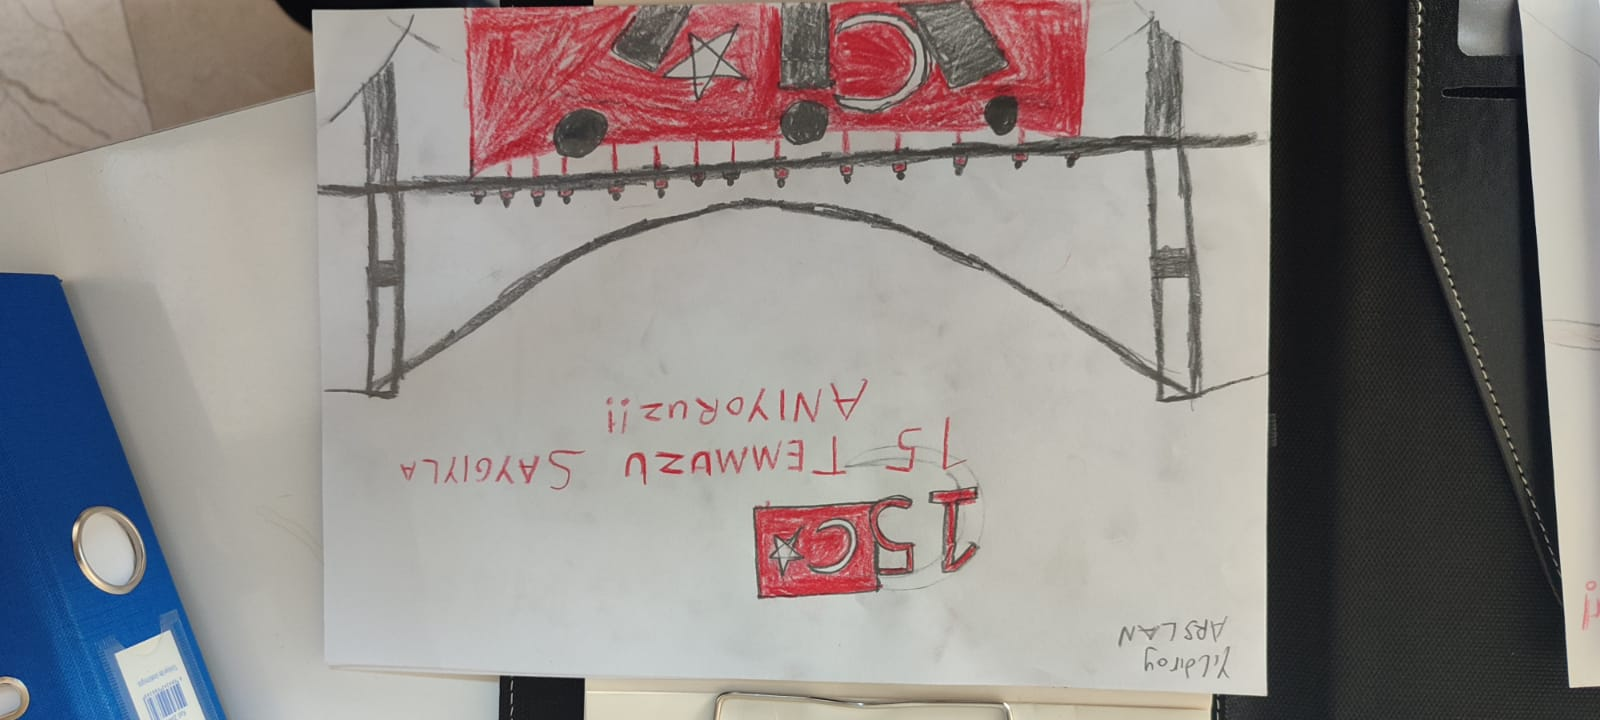 Yıldıray
ARSLAN
15
15 TEMMUZU SAYGIYLA
ANIYORUZ!!